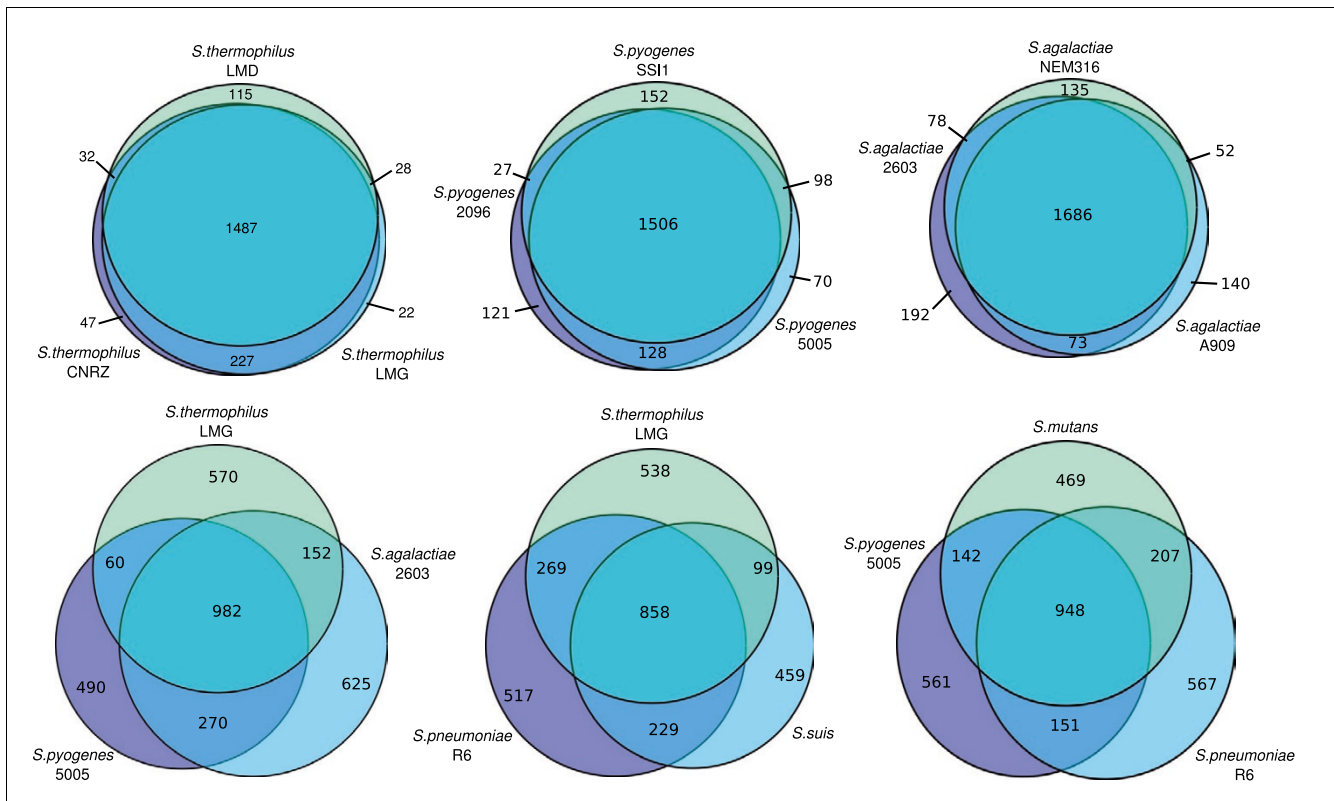 S.thermophilus
LMD
115
32
28
1487
47
22
S.thermophilus
CNRZ
227
S.thermophilus
LMG
S.pyogenes
SSI1
152
27
98
S.pyogenes
2096
1506
70
121
S.pyogenes
5005
128
S.agalactiae
NEM316
135
78
52
S.agalactiae
2603
1686
140
192
S.agalactiae
A909
73
S.thermophilus
LMG
570
60
152
S.agalactiae
2603
982
490
625
270
S.pyogenes
5005
S.thermophilus
LMG
538
269
99
858
517
459
229
S.pneumoniae
R6
S.suis
S.mutans
469
S.pyogenes
5005
142
207
948
561
567
151
S.pneumoniae
R6